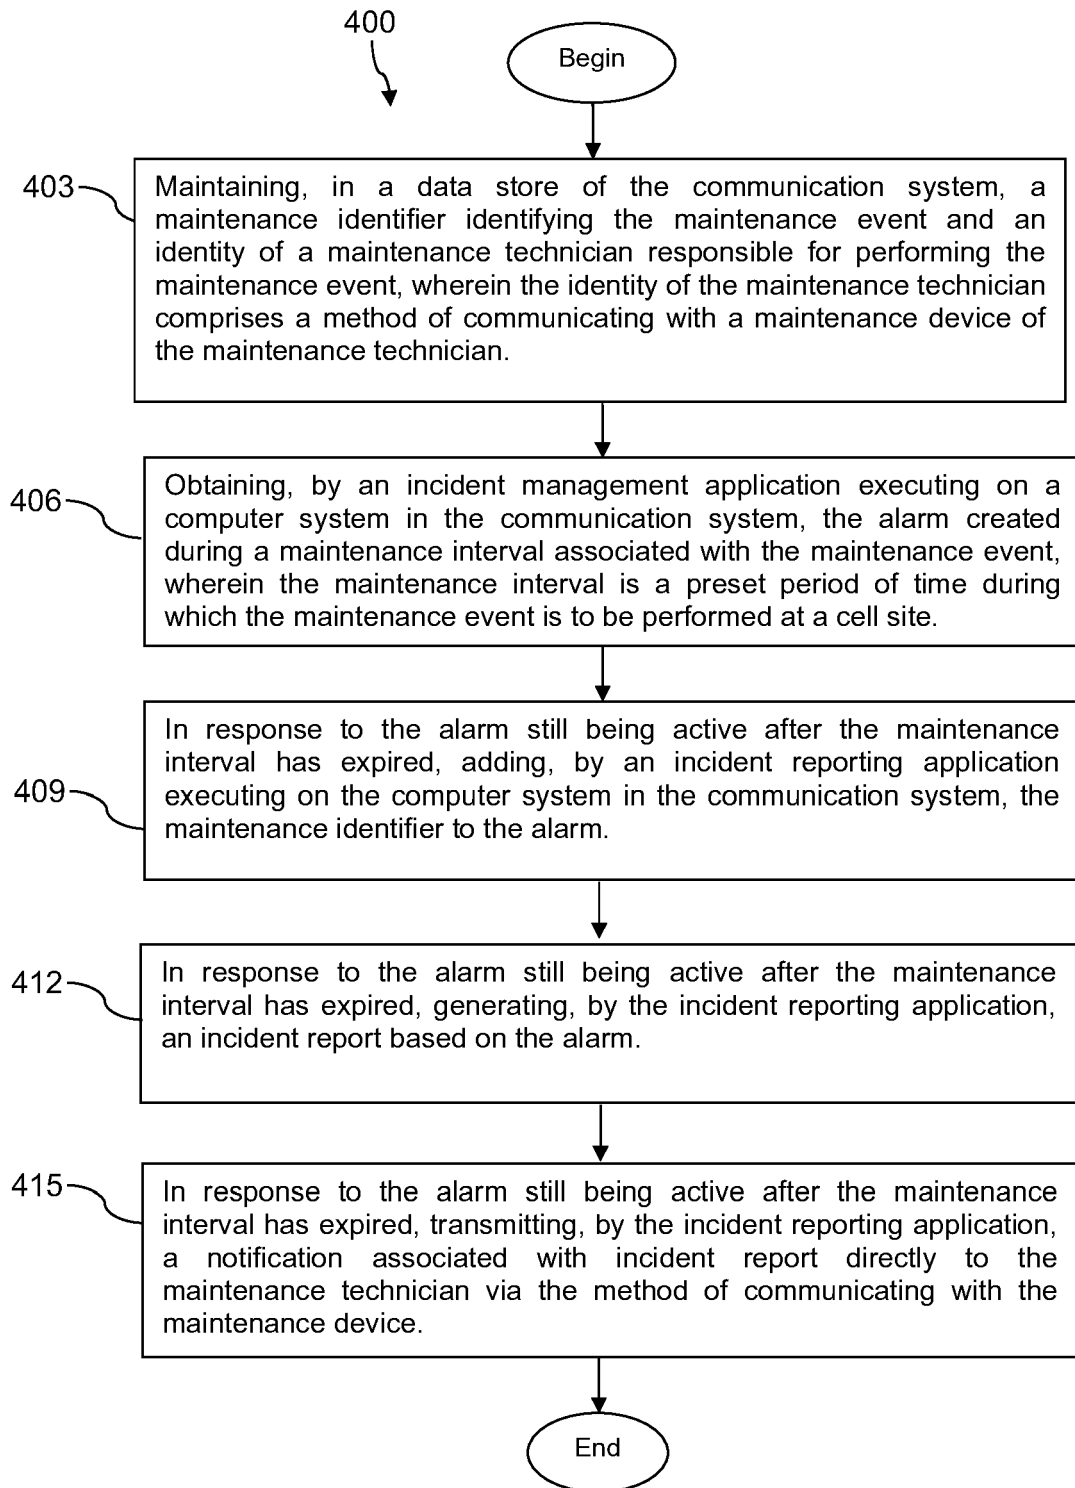 400
Begin
403
Maintaining, in a data store of the communication system, a
maintenance identifier identifying the maintenance event and an
identity of a maintenance technician responsible for performing the
maintenance event, wherein the identity of the maintenance technician
comprises a method of communicating with a maintenance device of
the maintenance technician.
406
Obtaining, by an incident management application executing on a
computer system in the communication system, the alarm created
during a maintenance interval associated with the maintenance event,
wherein the maintenance interval is a preset period of time during
which the maintenance event is to be performed at a cell site.
409
In response to the alarm still being active after the maintenance
interval has expired, adding, by an incident reporting application
executing on the computer system in the communication system, the
maintenance identifier to the alarm.
412
In response to the alarm still being active after the maintenance
interval has expired, generating, by the incident reporting application,
an incident report based on the alarm.
415
In response to the alarm still being active after the maintenance
interval has expired, transmitting, by the incident reporting application,
a notification associated with incident report directly to the
maintenance technician via the method of communicating with the
maintenance device.
End